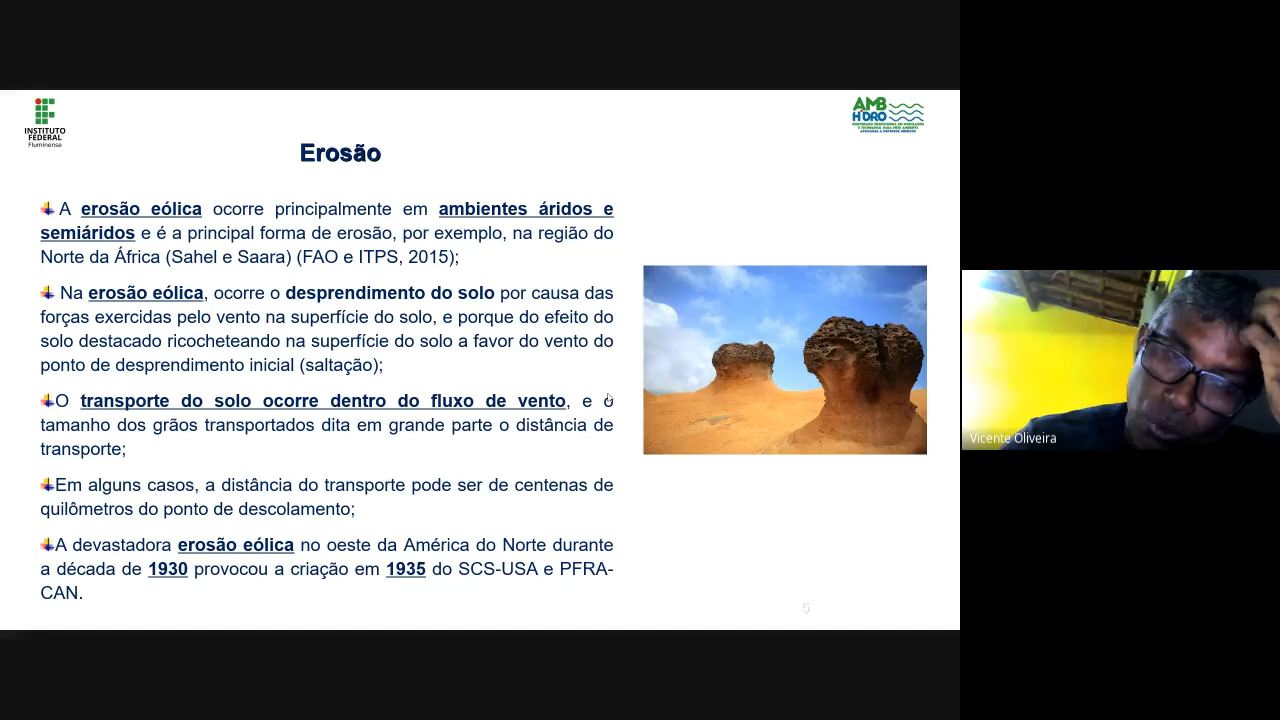 INSTITUTO
FEDERAL
Fluminense
AMB
HIDRO
Erosão
A erosão eólica ocorre principalmente em ambientes áridos e
semiáridos e é a principal forma de erosão, por exemplo, na região do
Norte da África (Sahel e Saara) (FAO e ITPS, 2015);
Na erosão eólica, ocorre o desprendimento do solo por causa das
forças exercidas pelo vento na superfície do solo, e porque do efeito do
solo destacado ricocheteando na superfície do solo a favor do vento do
ponto de desprendimento inicial (saltação);
O transporte do solo ocorre dentro do fluxo de vento, e o
tamanho dos grãos transportados dita em grande parte o distância de
transporte;
Em alguns casos, a distância do transporte pode ser de centenas de
quilômetros do ponto de descolamento;
A devastadora erosão eólica no oeste da América do Norte durante
a década de 1930 provocou a criação em 1935 do SCS-USA e PFRA-
CAN.
6
Vicente Oliveira